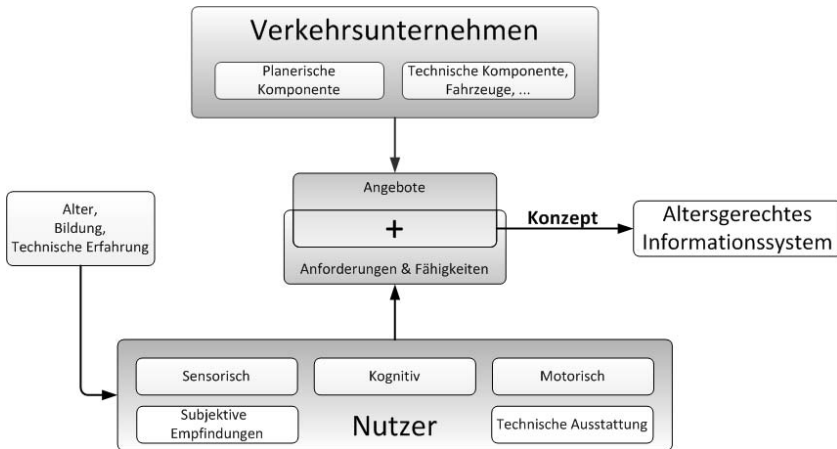 Verkehrsunternehmen
Planerische
Komponente
Technische Komponente,
Fahrzeuge, ...
Angebote
+
Anforderungen & Fähigkeiten
Konzept
Altersgerechtes
Informationssystem
Alter,
Bildung,
Technische Erfahrung
Sensorisch
Kognitiv
Motorisch
Subjektive
Empfindungen
Nutzer
Technische Ausstattung